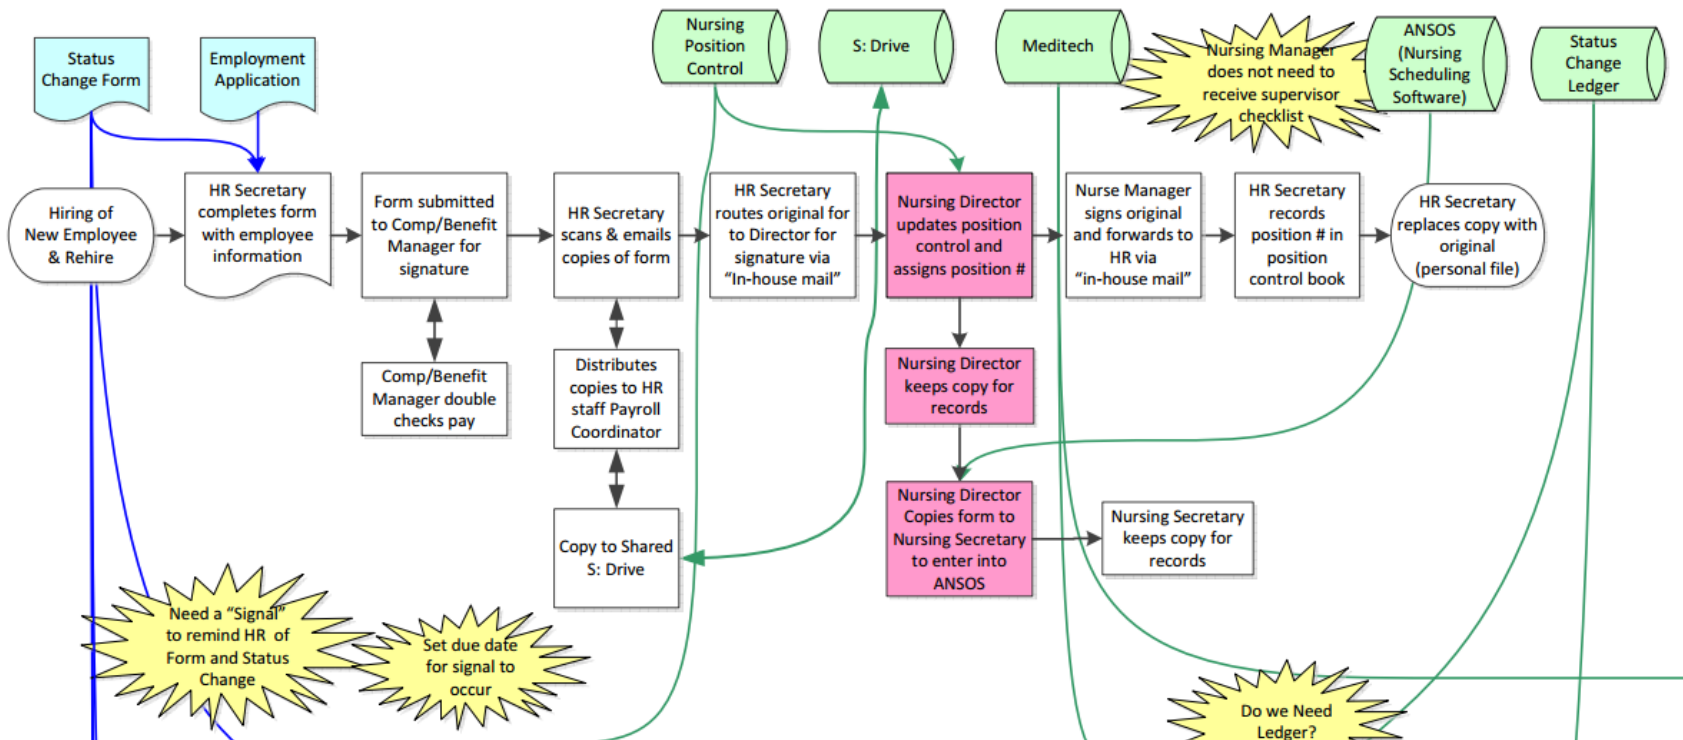 Nursing
Position
Control
S: Drive
Meditech
Nursing Manager
does not need to
receive supervisor
checklist
ANSOS
(Nursing
Scheduling
Software)
Status
Change
Ledger
Status
Change Form
Employment
Application
Hiring of
New Employee
& Rehire
HR Secretary
completes form
with employee
information
Form submitted
to Comp/Benefit
Manager for
signature
HR Secretary
scans & emails
copies of form
HR Secretary
routes original for
to Director for
signature via
“In-house mail”
Nursing Director
updates position
control and
assigns position #
Nurse Manager
signs original
and forwards to
HR via
“in-house mail”
HR Secretary
records
position # in
position
control book
HR Secretary
replaces copy with
original
(personal file)
Comp/Benefit
Manager double
checks pay
Distributes
copies to HR
staff Payroll
Coordinator
Nursing Director
keeps copy for
records
Copy to Shared
S: Drive
Nursing Director
Copies form to
Nursing Secretary
to enter into
ANSOS
Nursing Secretary
keeps copy for
records
Need a “Signal”
to remind HR of
Form and Status
Change
Set due date
for signal to
occur
Do we Need
Ledger?